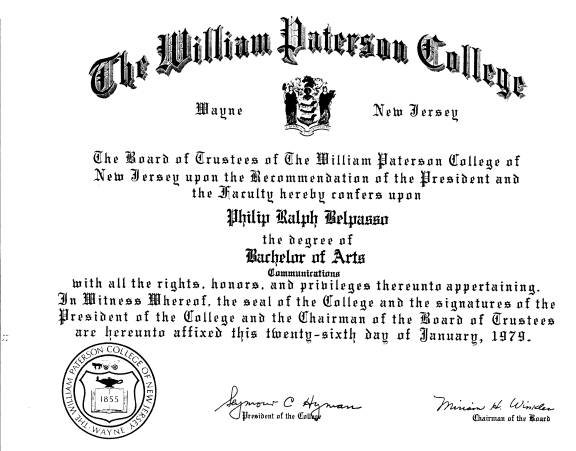 The William Paterson College
Wayne New Jersey
The Board of Trustees of The William Paterson College of
New Jersey upon the Recommendation of the President and
the Faculty hereby confers upon
Philip Ralph Belpasso
the degree of
Bachelor of Arts
Communications
with all the rights, honors, and privileges thereunto appertaining.
In Witness Whereof, the seal of the College and the signatures of the
President of the College and the Chairman of the Board of Trustees
are hereunto affixed this twenty-sixth day of January, 1979.
THE WILLIAM PATERSON COLLEGE OF NEW JERSEY
1855
WAYNE
Seymour C Hyman
President of the College
Miriam H. Winkler
Chairman of the Board